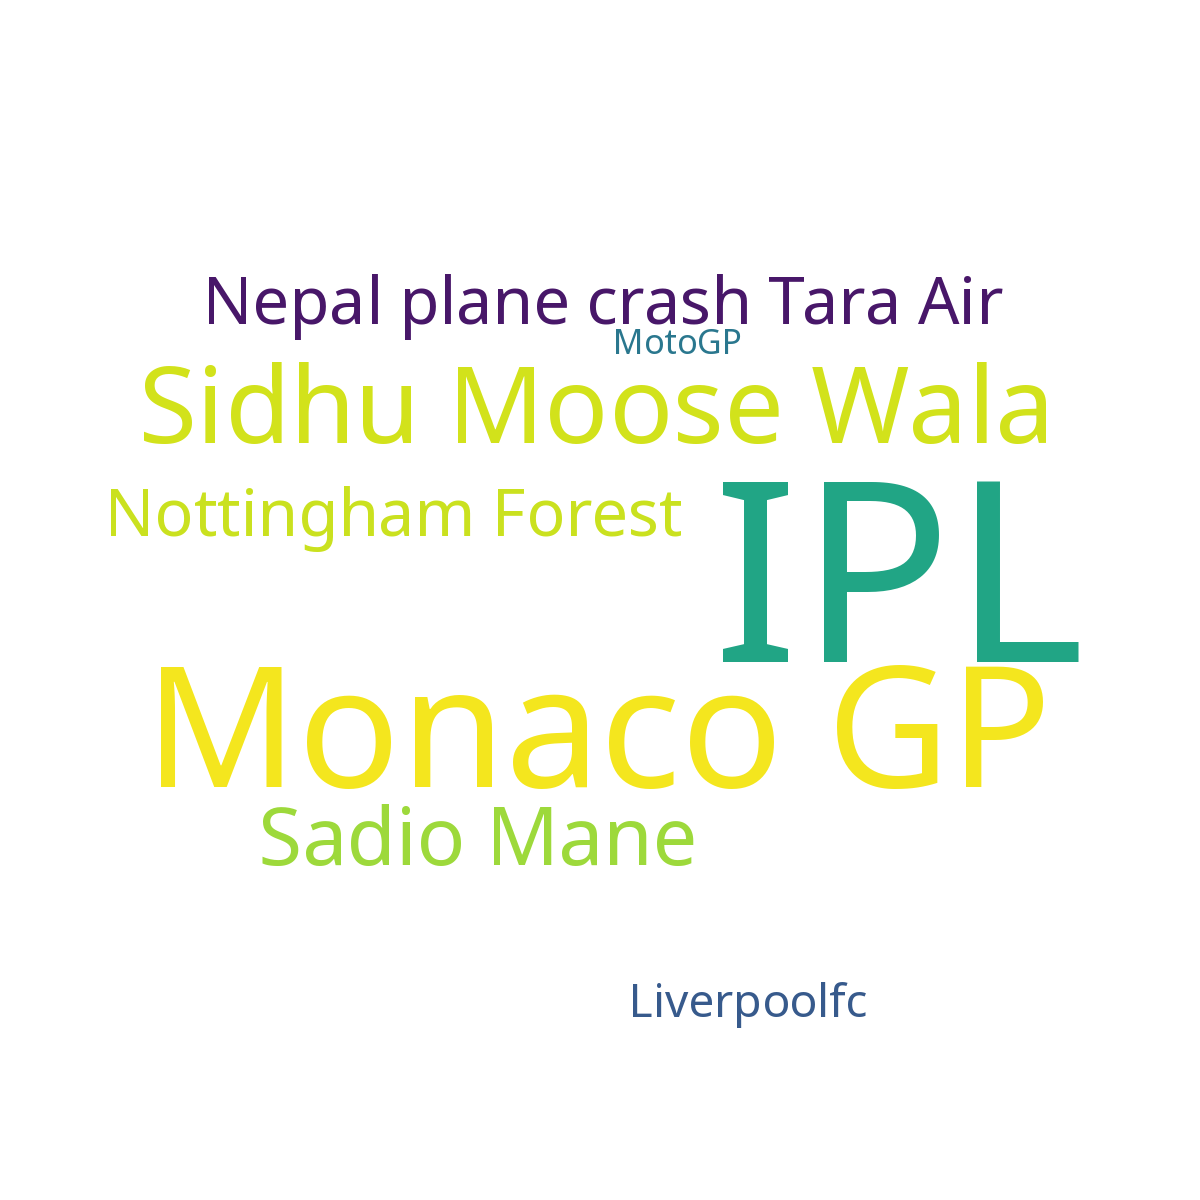 Nepal plane crash Tara Air
MotoGP
Sidhu Moose Wala
Nottingham Forest
IPL
Monaco GP
Sadio Mane
Liverpoolfc